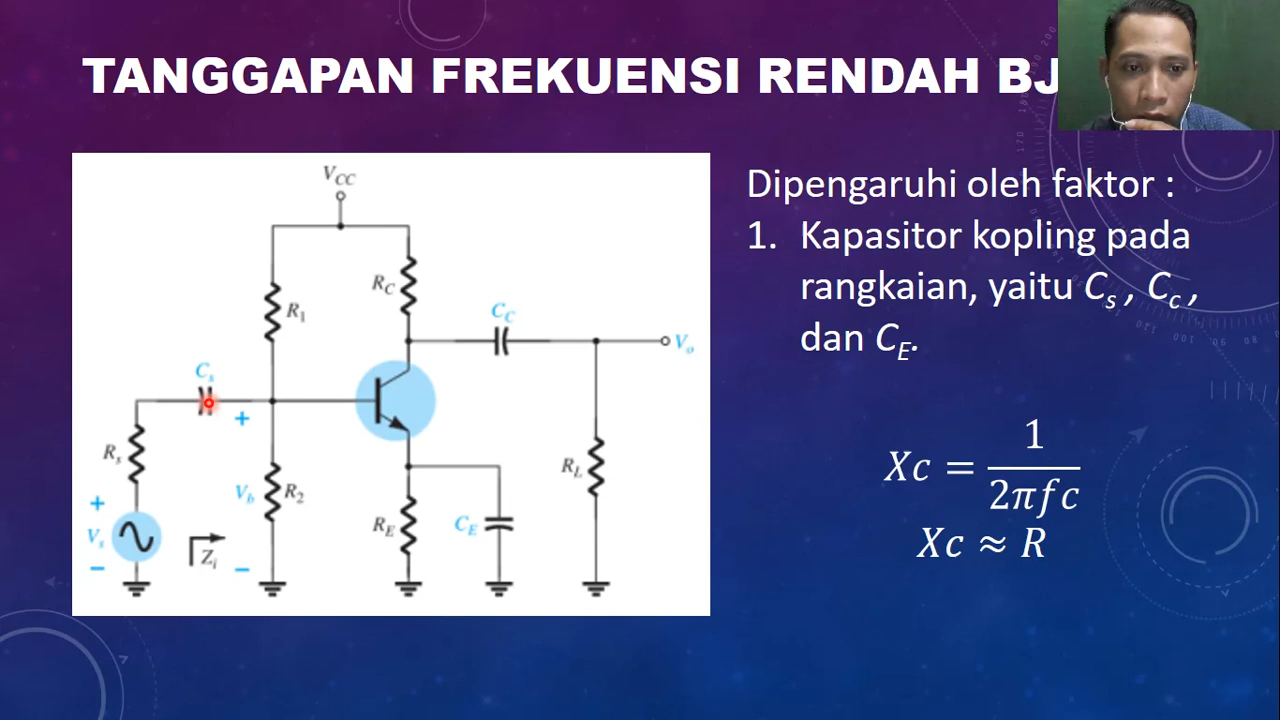 TANGGAPAN FREKUENSI RENDAH BJ
Dipengaruhi oleh faktor :
1. Kapasitor kopling pada
rangkaian, yaitu Cs , Cc ,
dan CE.
Xc = 1 / 2πfc
Xc ≈ R
VCC
RC
R1
CC
Vo
Cs
+
Rs
RL
+
Vb
R2
RE
CE
Vs
Zi
−
−